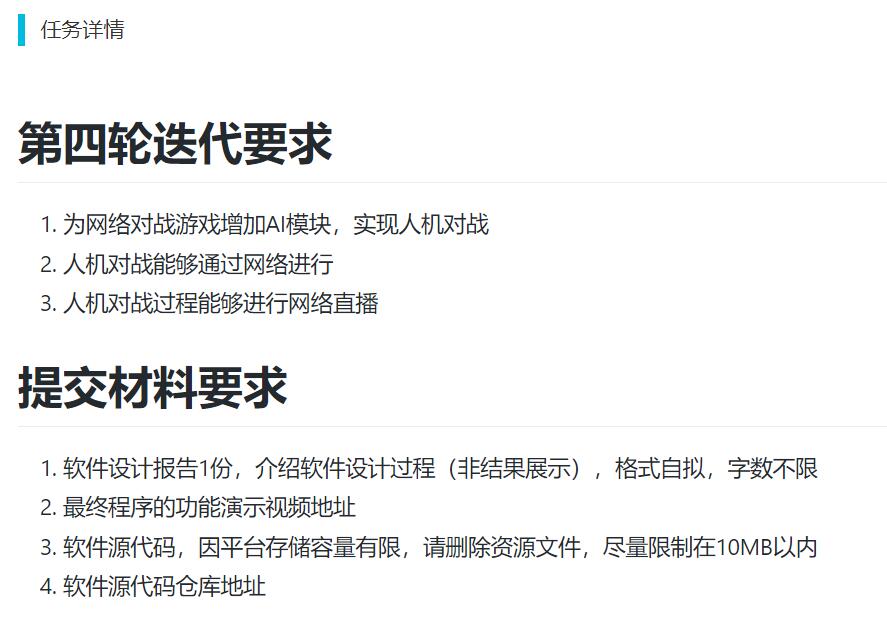 任务详情
第四轮迭代要求
1. 为网络对战游戏增加AI模块，实现人机对战
2. 人机对战能够通过网络进行
3. 人机对战过程能够进行网络直播
提交材料要求
1. 软件设计报告1份，介绍软件设计过程（非结果展示），格式自拟，字数不限
2. 最终程序的功能演示视频地址
3. 软件源代码，因平台存储容量有限，请删除资源文件，尽量限制在10MB以内
4. 软件源代码仓库地址